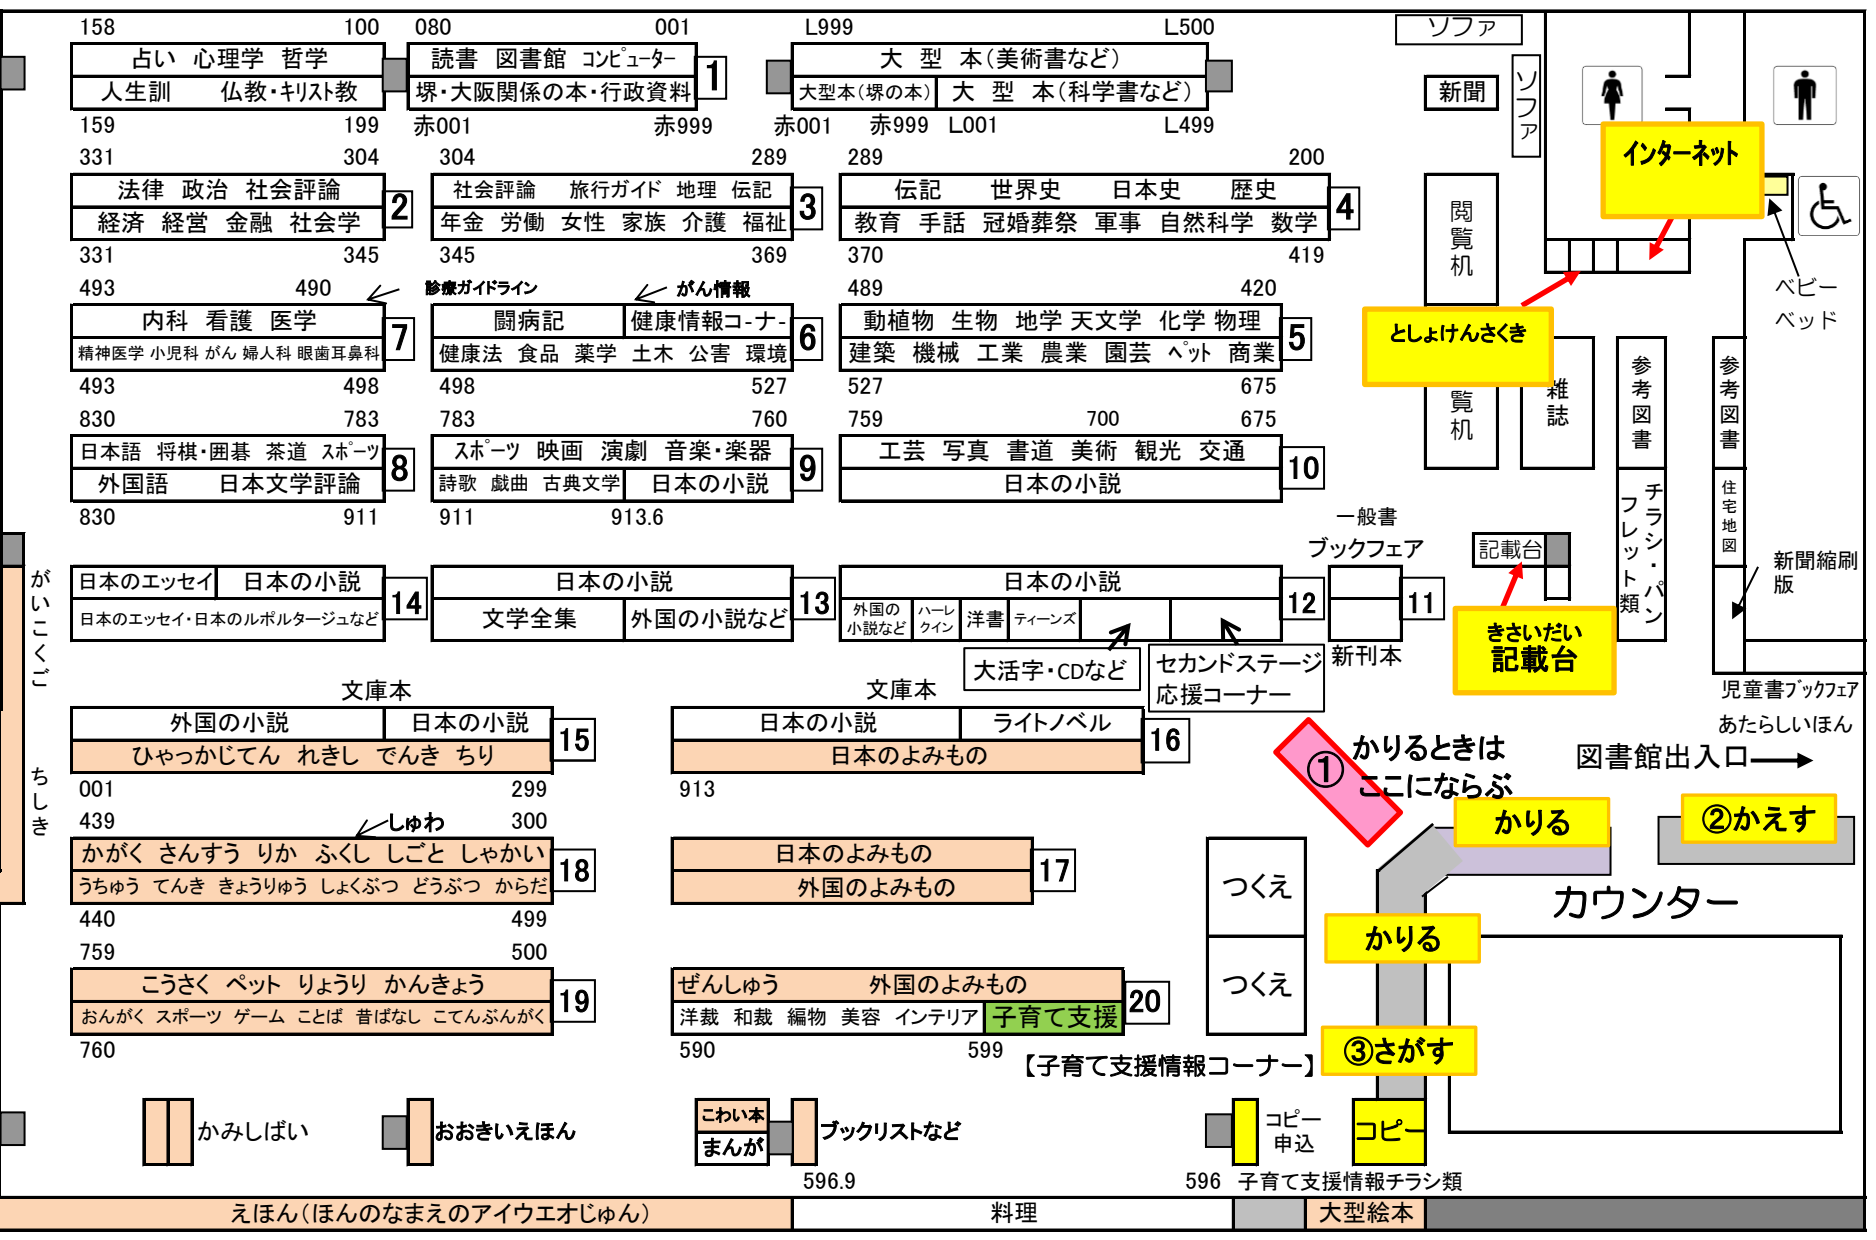 158 100 080 001 L999 L500 ソファ
占い 心理学 哲学 読書 図書館 コンピューター 1 大 型 本（美術書など）
人生訓 仏教・キリスト教 堺・大阪関係の本・行政資料 大型本（堺の本） 大 型 本（科学書など） 新聞 ソファ
159 199 赤001 赤999 赤001 赤999 L001 L499
インターネット
331 304 304 289 289 200
法律 政治 社会評論 2 社会評論 旅行ガイド 地理 伝記 3 伝記 世界史 日本史 歴史 4
経済 経営 金融 社会学 年金 労働 女性 家族 介護 福祉 教育 手話 冠婚葬祭 軍事 自然科学 数学
331 345 345 369 370 419
閲覧机
ベビーベッド
493 490 診療ガイドライン がん情報 489 420
内科 看護 医学 7 闘病記 健康情報コ-ナ- 6 動植物 生物 地学 天文学 化学 物理 5
精神医学 小児科 がん 婦人科 眼歯耳鼻科 健康法 食品 薬学 土木 公害 環境 建築 機械 工業 農業 園芸 ペット 商業
493 498 498 527 527 675
としょけんさくき
覧机
雑誌
参考図書
参考図書
830 783 783 760 759 700 675
日本語 将棋・囲碁 茶道 スポーツ 8 スポーツ 映画 演劇 音楽・楽器 9 工芸 写真 書道 美術 観光 交通 10
外国語 日本文学評論 詩歌 戯曲 古典文学 日本の小説 日本の小説
830 911 911 913.6
チラシ・パンフレット類
住宅地図
新聞縮刷版
一般書
ブックフェア
記載台
がいこくご
日本のエッセイ 日本の小説 14 日本の小説 13 日本の小説 12 11
日本のエッセイ・日本のルポルタージュなど 文学全集 外国の小説など 外国の小説など ハーレクイン 洋書 ティーンズ
新刊本
きさいだい
記載台
大活字・CDなど
セカンドステージ
応援コーナー
児童書ブックフェア
あたらしいほん
図書館出入口
文庫本 文庫本
外国の小説 日本の小説 15 日本の小説 ライトノベル 16
ひゃっかじてん れきし でんき ちり 日本のよみもの
001 299 913
ちしき
①かりるときは
ここにならぶ
かりる
②かえす
カウンター
439 しゅわ 300
かがく さんすう りか ふくし しごと しゃかい 18 日本のよみもの 17
うちゅう てんき きょうりゅう しょくぶつ どうぶつ からだ 外国のよみもの
440 499
つくえ
かりる
759 500
こうさく ペット りょうり かんきょう 19 ぜんしゅう 外国のよみもの 20
おんがく スポーツ ゲーム ことば 昔ばなし こてんぶんがく 洋裁 和裁 編物 美容 インテリア 子育て支援
760 590 599
つくえ
【子育て支援情報コーナー】
③さがす
かみしばい おおきいえほん こわい本 ブックリストなど コピー申込 コピー
まんが
596.9 596 子育て支援情報チラシ類
えほん（ほんのなまえのアイウエオじゅん） 料理 大型絵本